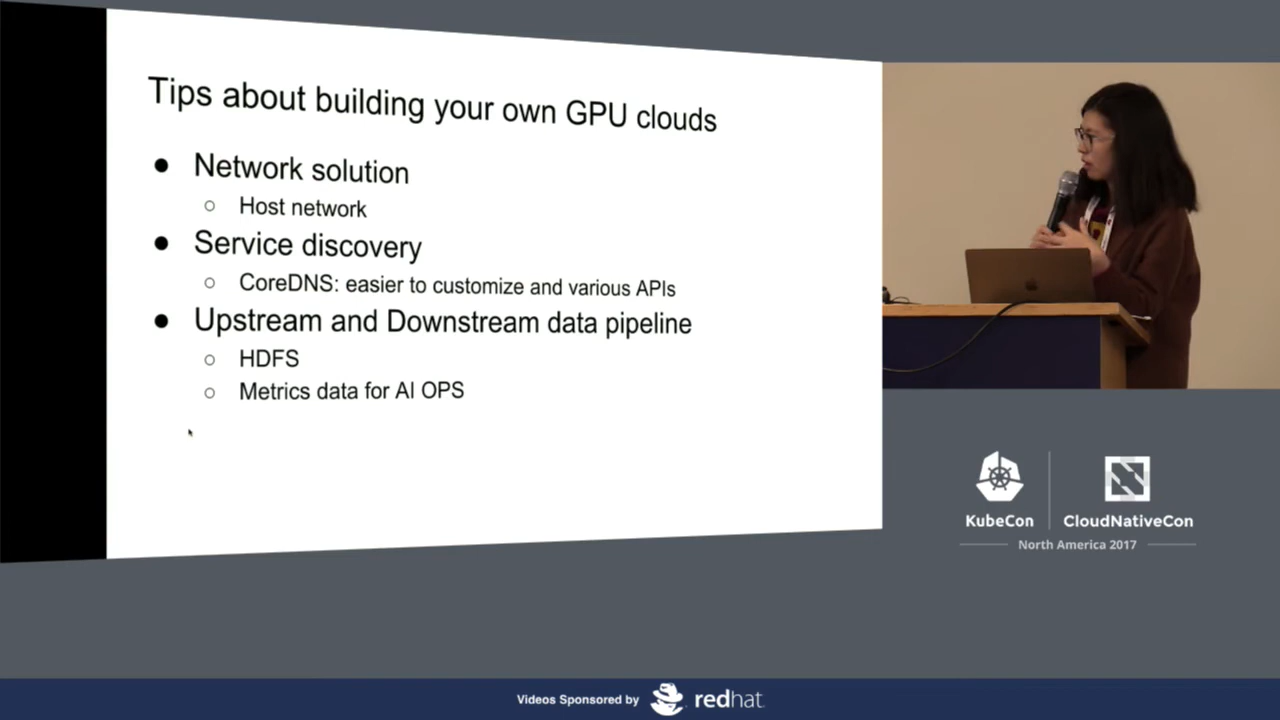 Tips about building your own GPU clouds
● Network solution
○ Host network
● Service discovery
○ CoreDNS: easier to customize and various APIs
● Upstream and Downstream data pipeline
○ HDFS
○ Metrics data for AI OPS
KubeCon
CloudNativeCon
North America 2017
Videos Sponsored by
redhat